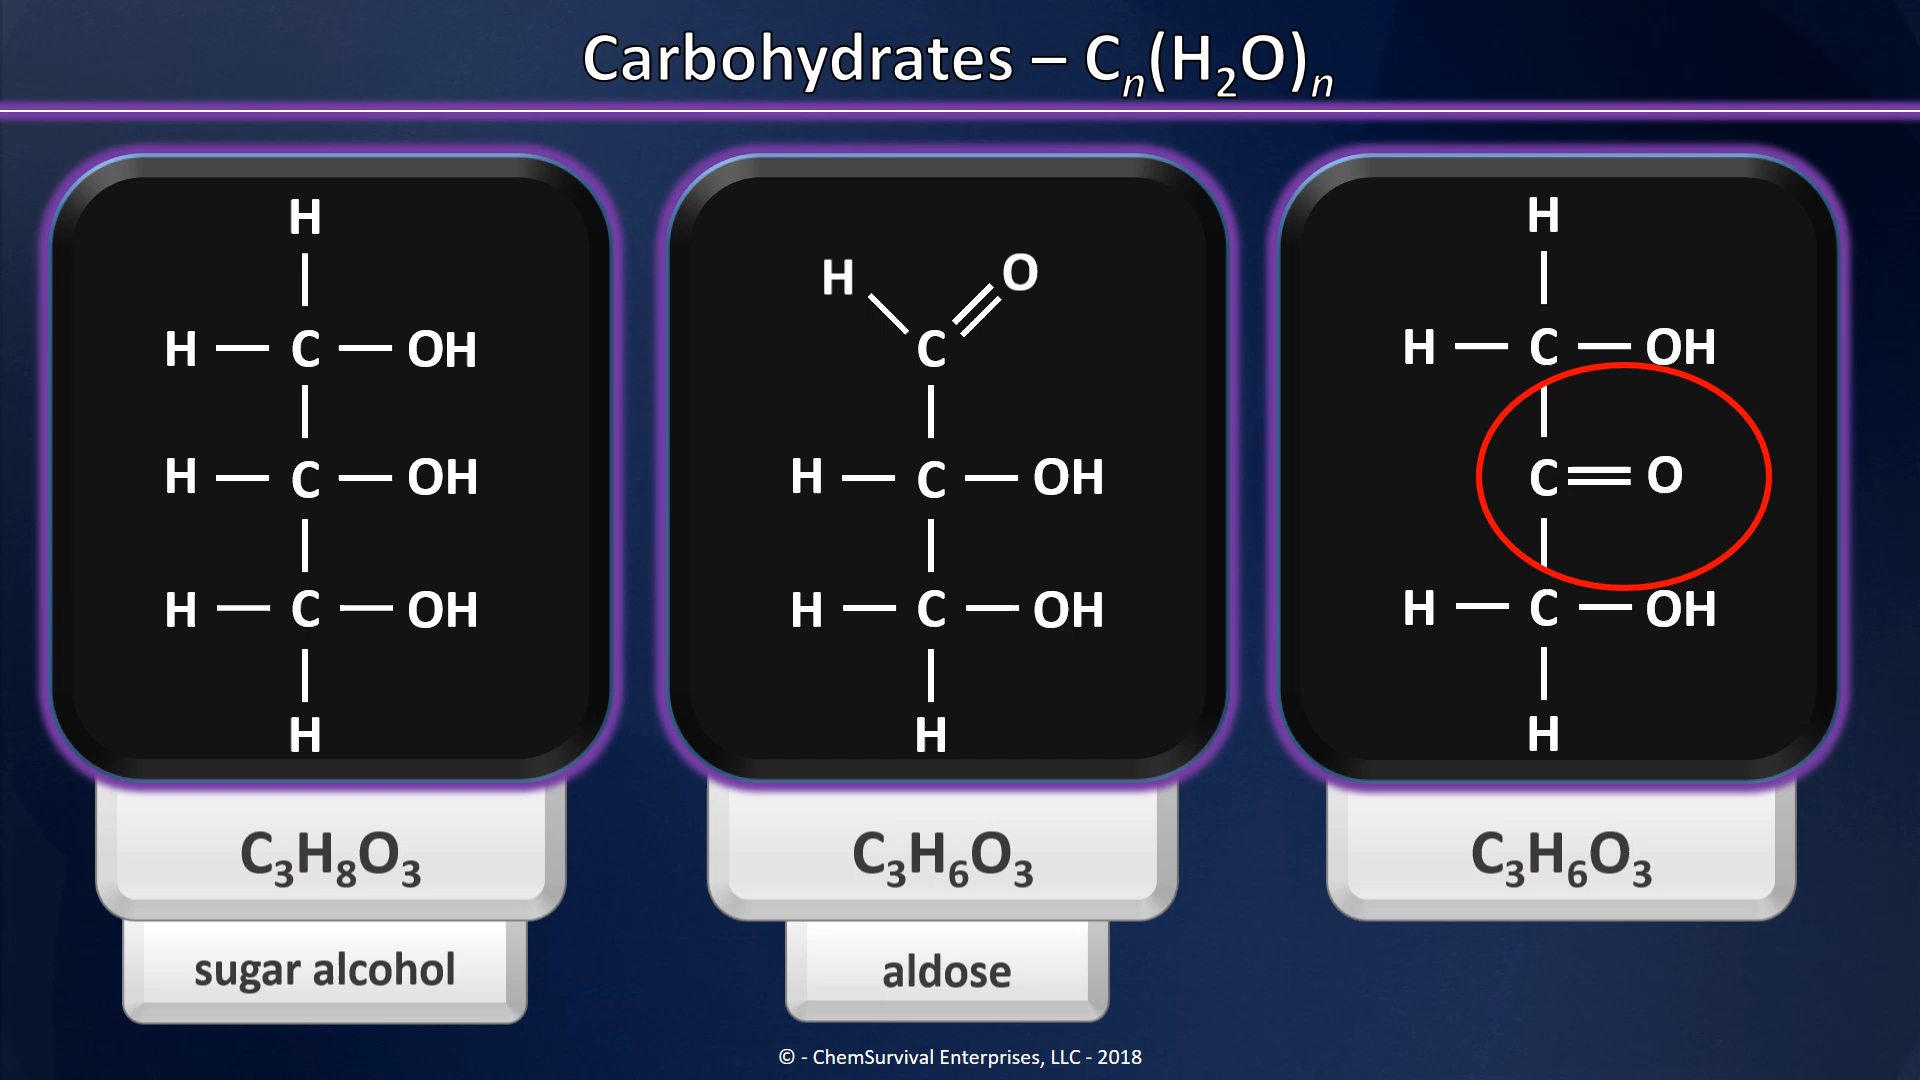 Carbohydrates – Cn(H2O)n
H
H — C — OH
H — C — OH
H — C — OH
H
H O
C
H — C — OH
H — C — OH
H
H
H — C — OH
C = O
H — C — OH
H
C3H8O3
C3H6O3
C3H6O3
sugar alcohol
aldose
© - ChemSurvival Enterprises, LLC - 2018